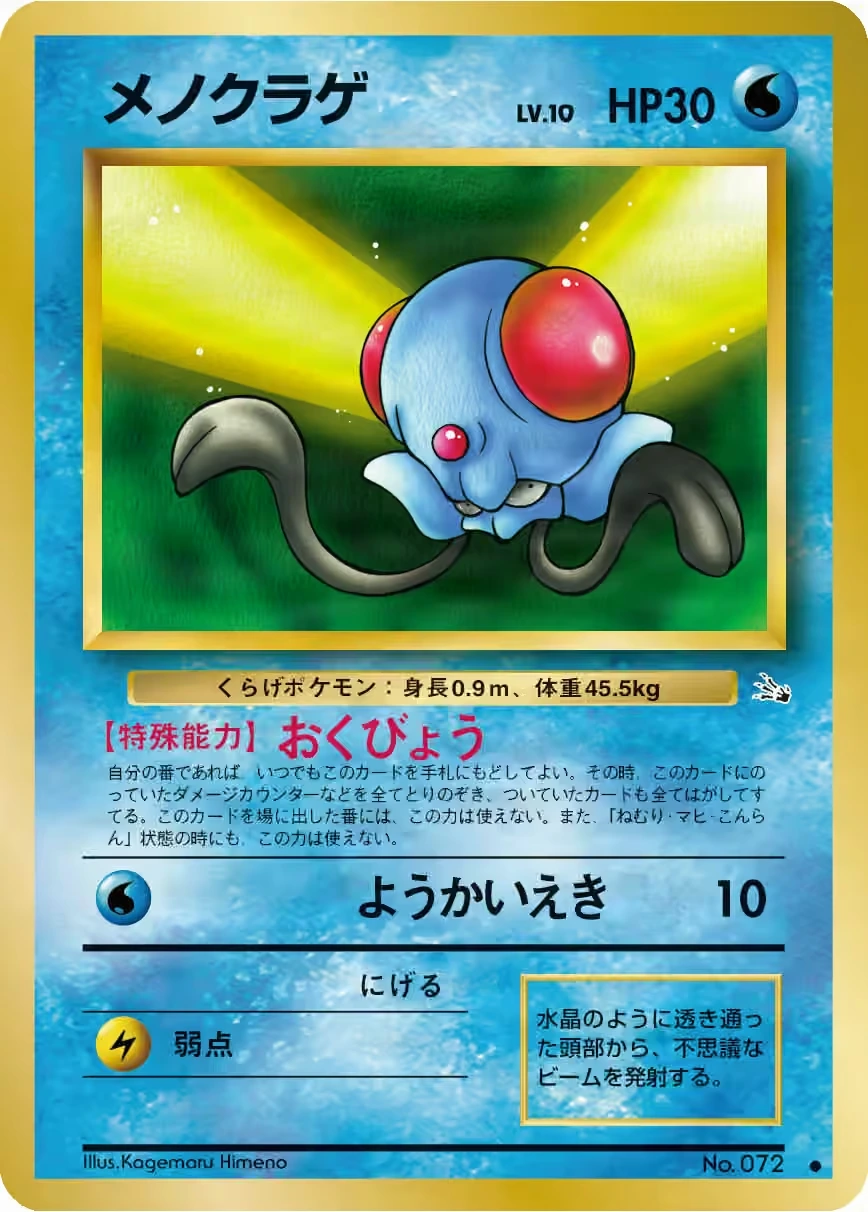 メノクラゲ LV.10 HP30
くらげポケモン：身長0.9m、体重45.5kg
【特殊能力】おくびょう
自分の番であれば、いつでもこのカードを手札にもどしてよい。その時、このカードにの
っていたダメージカウンターなどを全てとりのぞき、ついていたカードも全てはがしてす
てる。このカードを場に出した番には、この力は使えない。また、「ねむり・マヒ・こんら
ん」状態の時にも、この力は使えない。
ようかいえき 10
にげる
弱点
水晶のように透き通っ
た頭部から、不思議な
ビームを発射する。
Illus.Kagemaru Himeno No.072